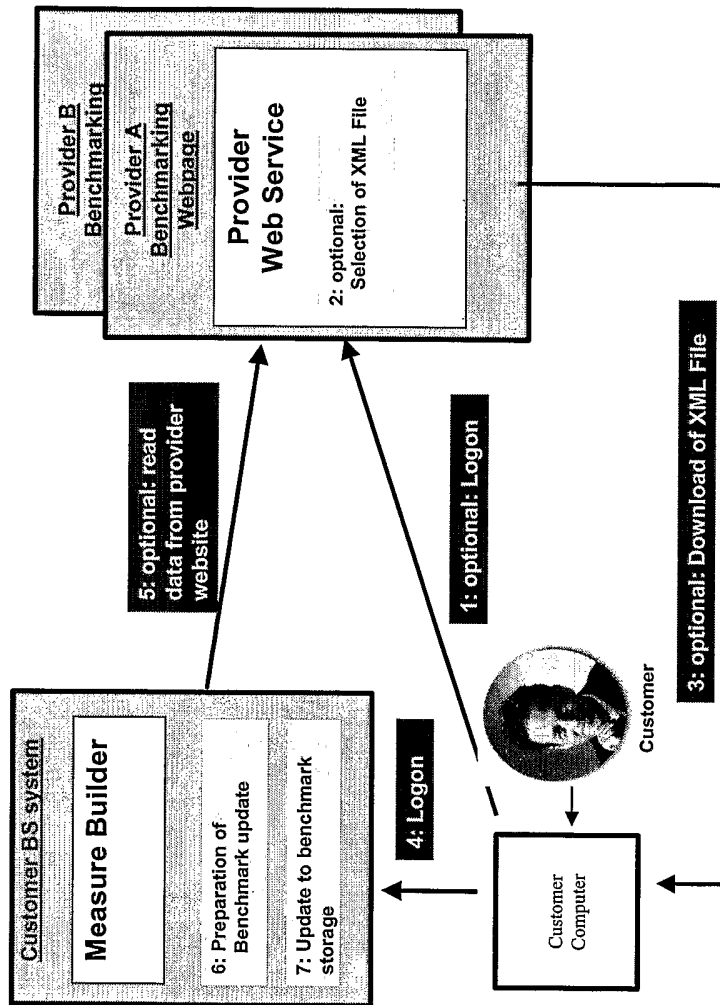 Customer BS system
Measure Builder
6: Preparation of
Benchmark update
7: Update to benchmark
storage
5: optional: read
data from provider
website
Provider B
Benchmarking
Provider A
Benchmarking
Webpage
Provider
Web Service
2: optional:
Selection of XML File
4: Logon
1: optional: Logon
Customer
Computer
Customer
3: optional: Download of XML File